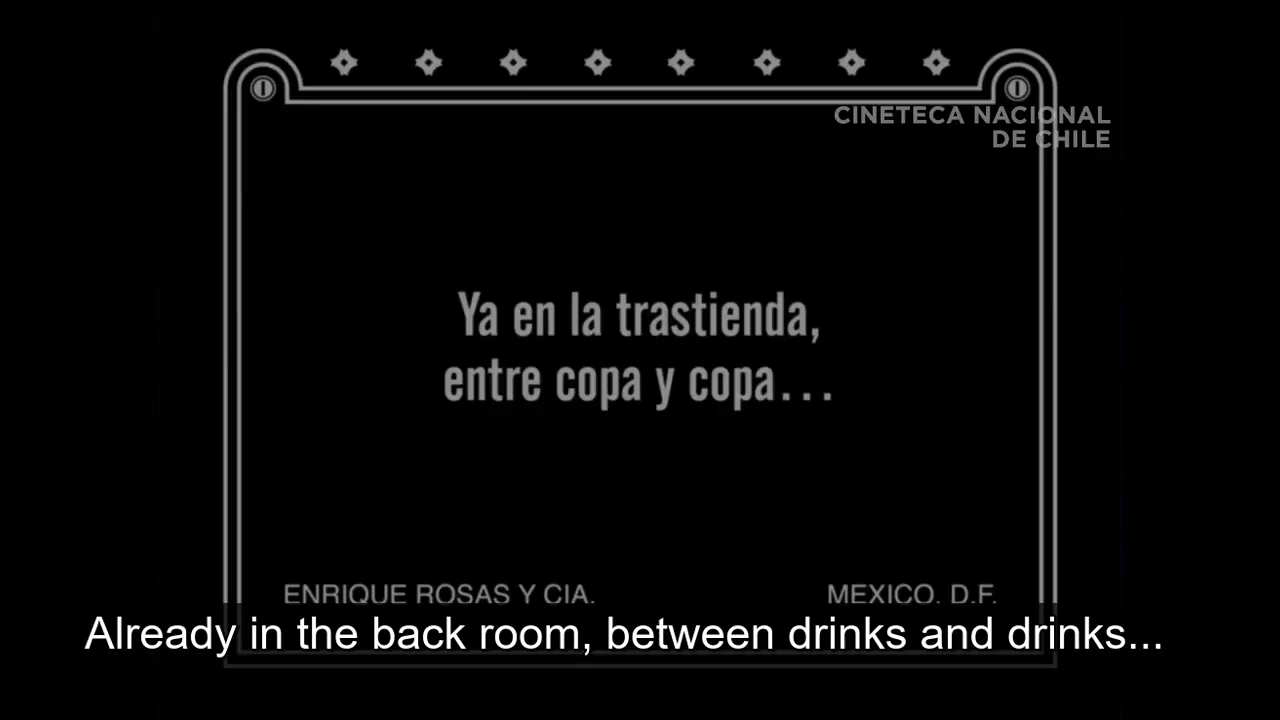 CINETECA NACIONAL
DE CHILE
Ya en la trastienda,
entre copa y copa...
ENRIQUE ROSAS Y CIA.
MEXICO, D.F.
Already in the back room, between drinks and drinks...